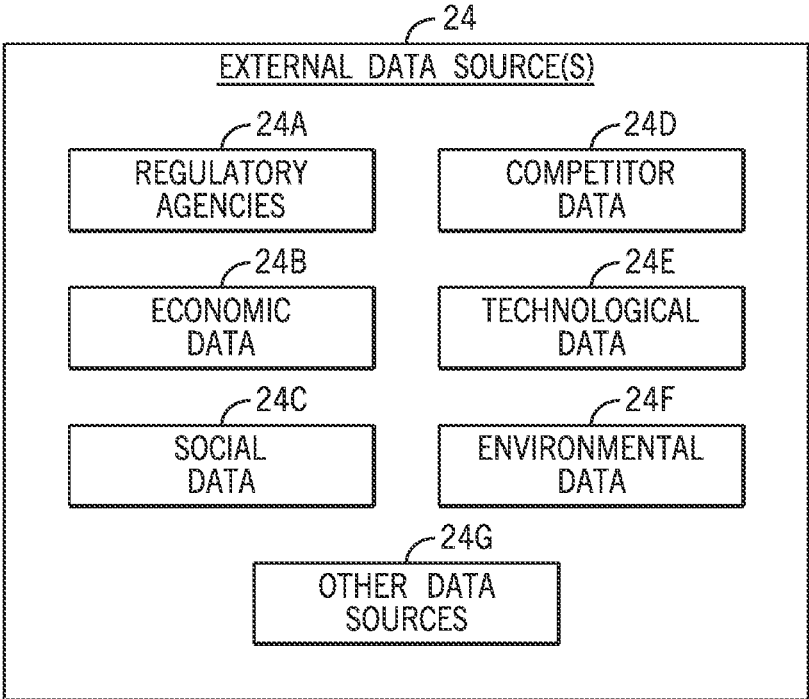 24
EXTERNAL DATA SOURCE(S)
24A
REGULATORY
AGENCIES
24D
COMPETITOR
DATA
24B
ECONOMIC
DATA
24E
TECHNOLOGICAL
DATA
24C
SOCIAL
DATA
24F
ENVIRONMENTAL
DATA
24G
OTHER DATA
SOURCES